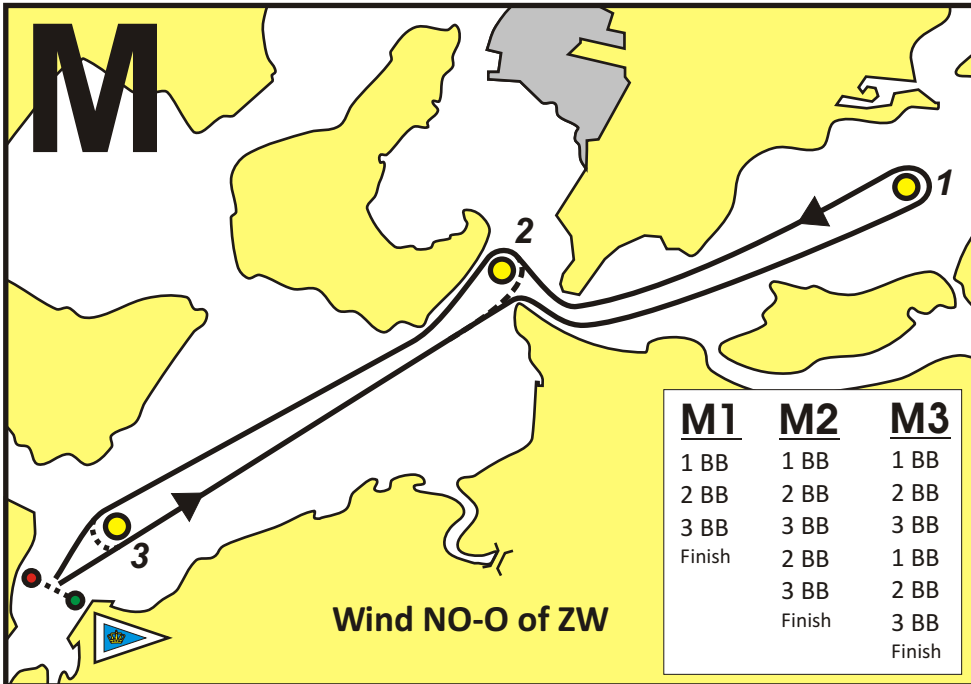 M
1
2
3
Wind NO-O of ZW
M1
1 BB
2 BB
3 BB
Finish
M2
1 BB
2 BB
3 BB
2 BB
3 BB
Finish
M3
1 BB
2 BB
3 BB
1 BB
2 BB
3 BB
Finish